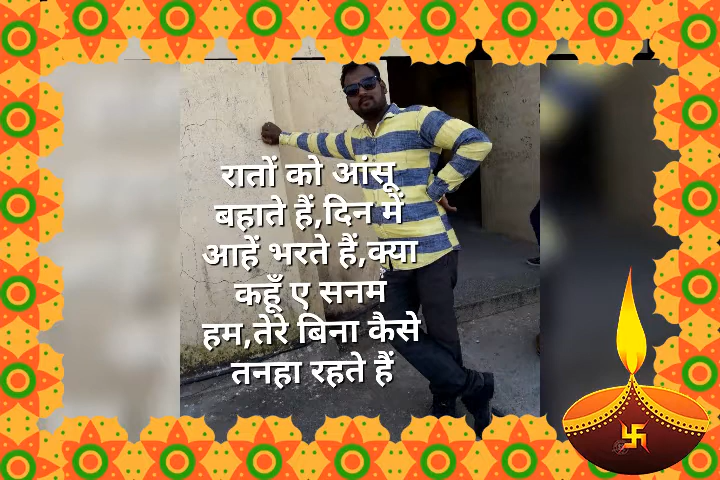 रातों को आंसू
बहाते हैं,दिन में
आहें भरते हैं,क्या
कहूँ ए सनम
हम,तेरे बिना कैसे
तनहा रहते हैं